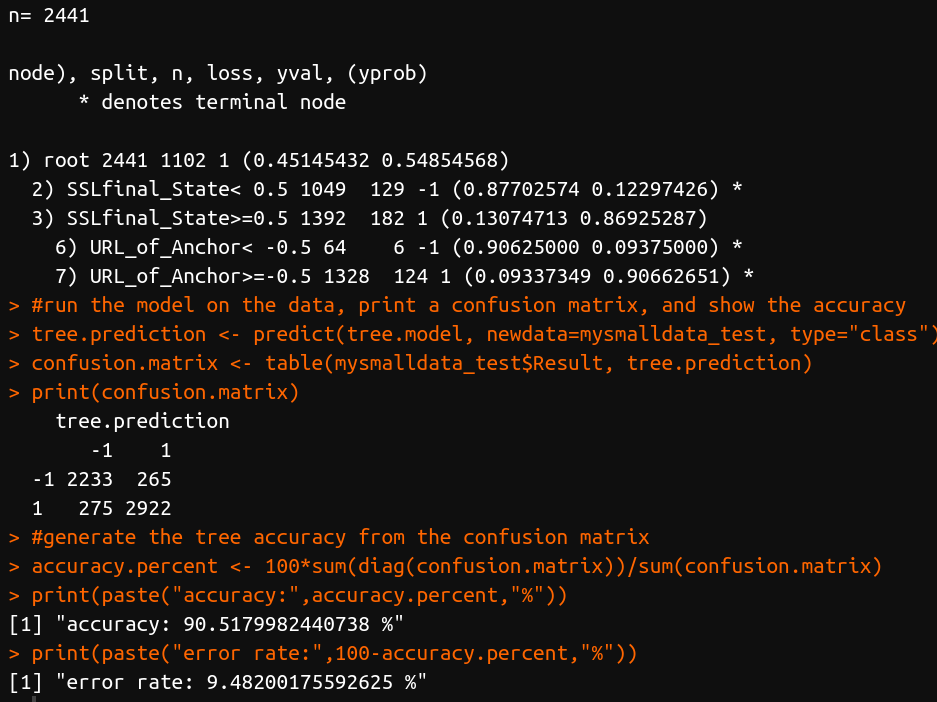 n= 2441
node), split, n, loss, yval, (yprob)
      * denotes terminal node
1) root 2441 1102 1 (0.45145432 0.54854568)
  2) SSLfinal_State< 0.5 1049  129 -1 (0.87702574 0.12297426) *
  3) SSLfinal_State>=0.5 1392  182 1 (0.13074713 0.86925287)
    6) URL_of_Anchor< -0.5 64    6 -1 (0.90625000 0.09375000) *
    7) URL_of_Anchor>=-0.5 1328  124 1 (0.09337349 0.90662651) *
> #run the model on the data, print a confusion matrix, and show the accuracy
> tree.prediction <- predict(tree.model, newdata=mysmalldata_test, type="class")
> confusion.matrix <- table(mysmalldata_test$Result, tree.prediction)
> print(confusion.matrix)
    tree.prediction
       -1    1
  -1 2233  265
  1   275 2922
> #generate the tree accuracy from the confusion matrix
> accuracy.percent <- 100*sum(diag(confusion.matrix))/sum(confusion.matrix)
> print(paste("accuracy:",accuracy.percent,"%"))
[1] "accuracy: 90.5179982440738 %"
> print(paste("error rate:",100-accuracy.percent,"%"))
[1] "error rate: 9.48200175592625 %"